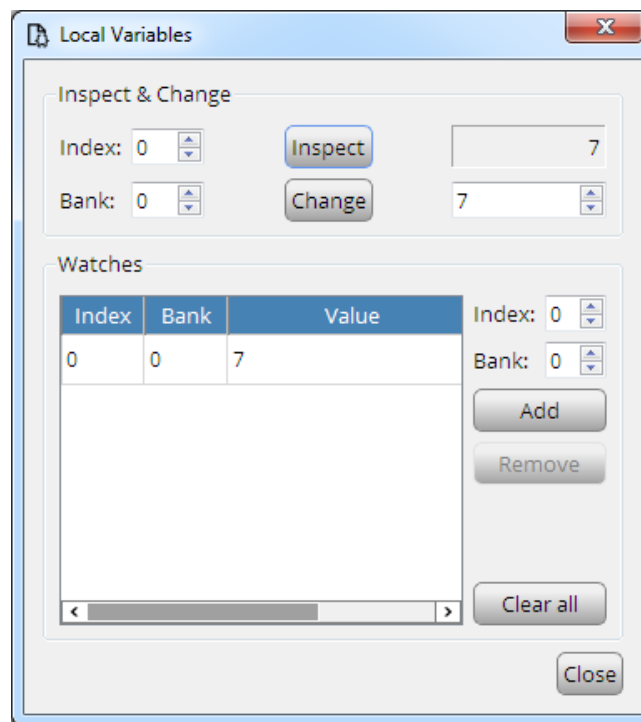 Local Variables
Inspect & Change
Index: 0 Inspect 7
Bank: 0 Change 7
Watches
Index Bank Value
0 0 7
Index: 0
Bank: 0
Add
Remove
Clear all
Close